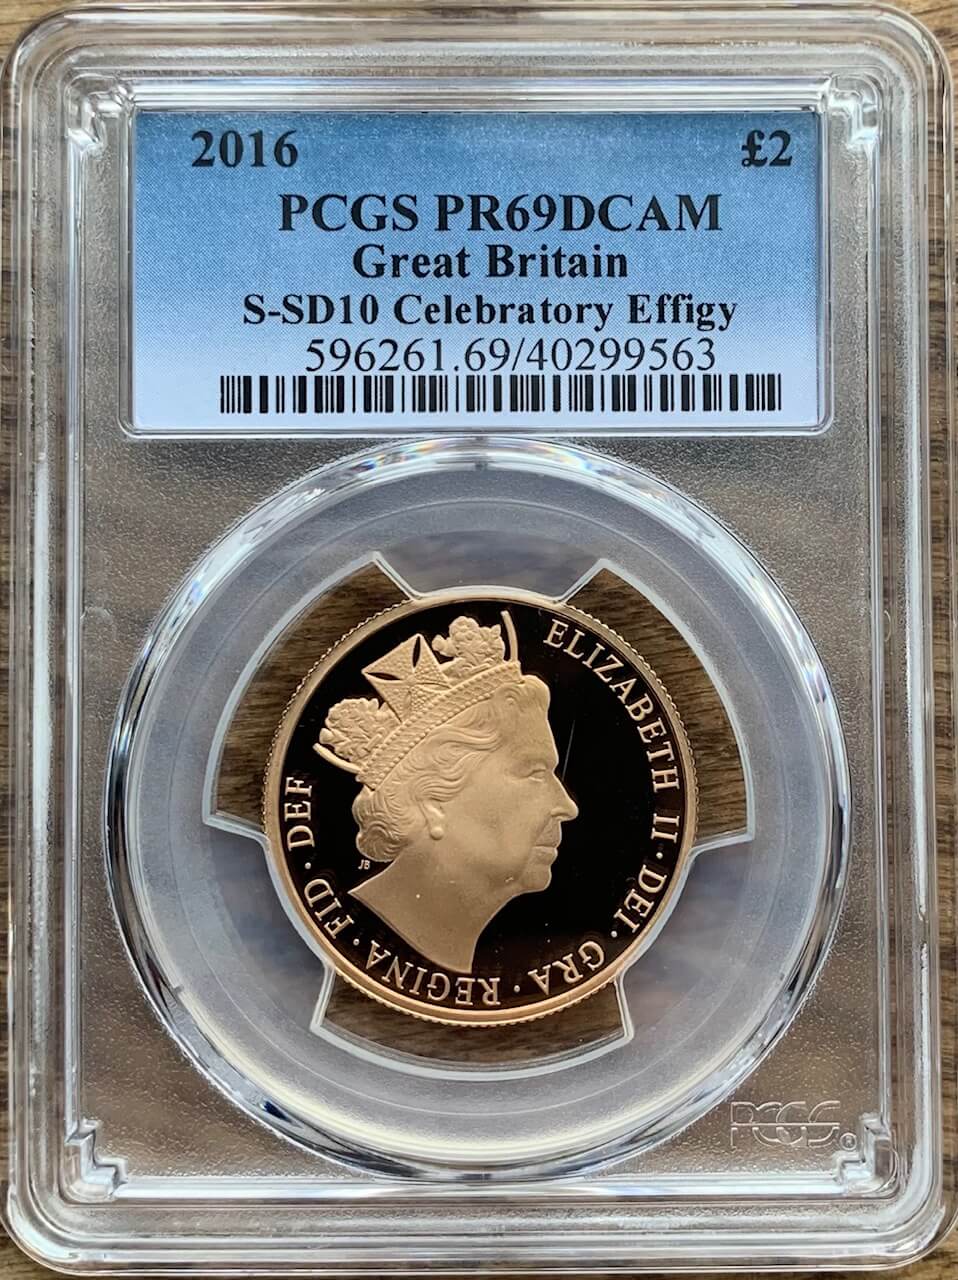 2016 £2
PCGS PR69DCAM
Great Britain
S-SD10 Celebratory Effigy
596261.69/40299563
ELIZABETH II · DEI · GRA · REGINA · FID · DEF
JB
PCGS®